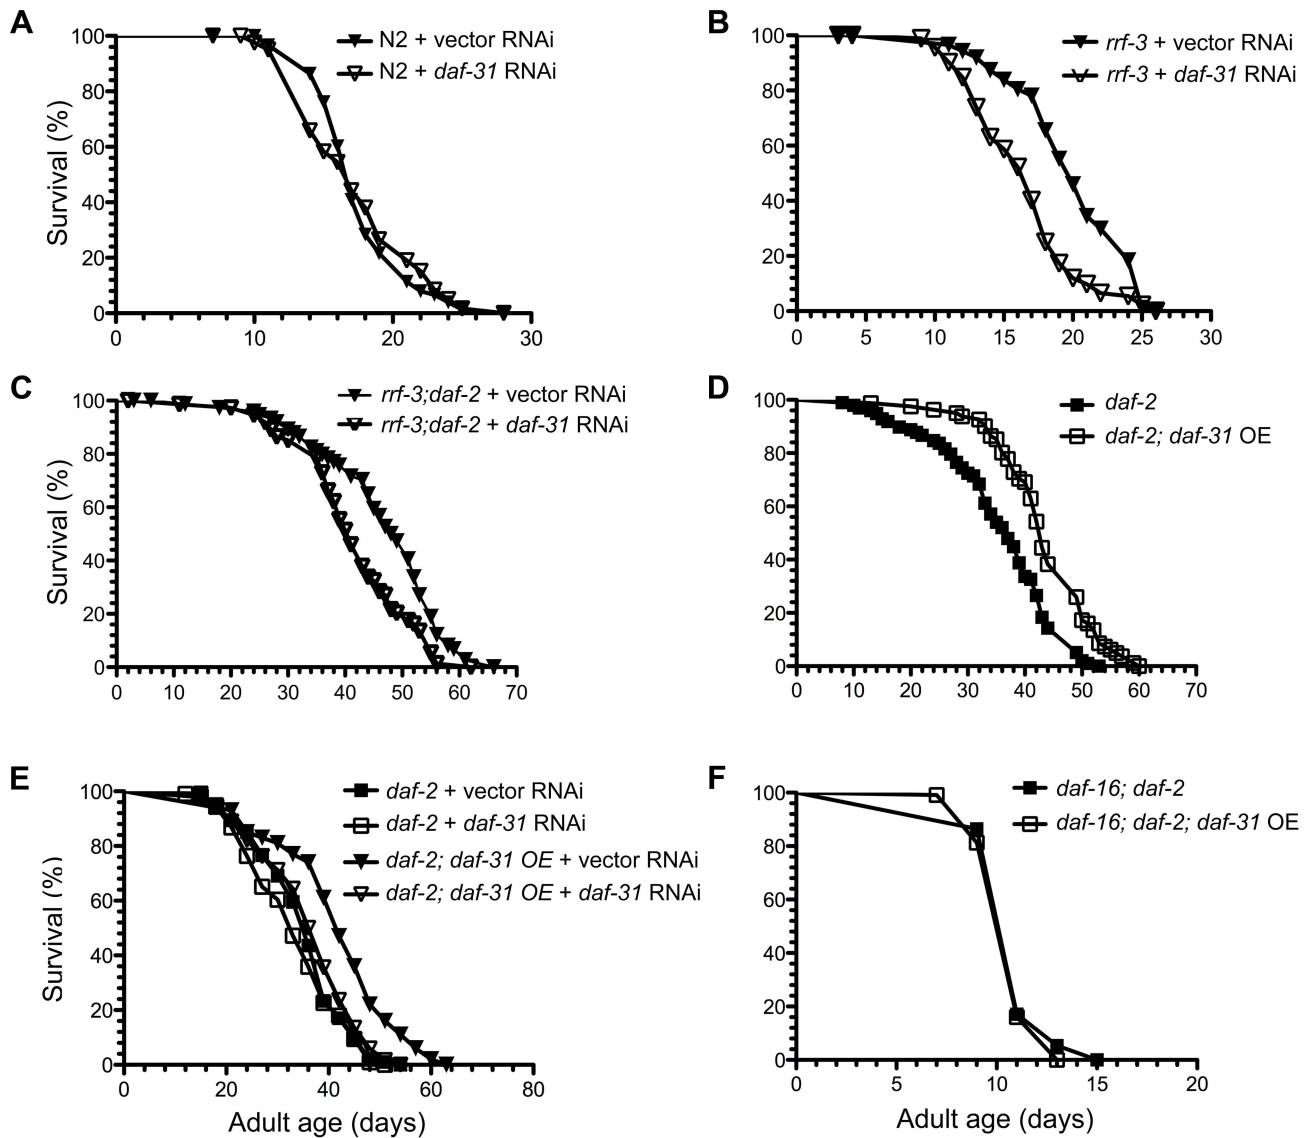 A
N2 + vector RNAi
N2 + daf-31 RNAi
Survival (%)
100
80
60
40
20
0
0 10 20 30
B
rrf-3 + vector RNAi
rrf-3 + daf-31 RNAi
100
80
60
40
20
0
0 5 10 15 20 25 30
C
rrf-3;daf-2 + vector RNAi
rrf-3;daf-2 + daf-31 RNAi
Survival (%)
100
80
60
40
20
0
0 10 20 30 40 50 60 70
D
daf-2
daf-2; daf-31 OE
100
80
60
40
20
0
0 10 20 30 40 50 60 70
E
daf-2 + vector RNAi
daf-2 + daf-31 RNAi
daf-2; daf-31 OE + vector RNAi
daf-2; daf-31 OE + daf-31 RNAi
Survival (%)
100
80
60
40
20
0
0 20 40 60 80
Adult age (days)
F
daf-16; daf-2
daf-16; daf-2; daf-31 OE
100
80
60
40
20
0
0 5 10 15 20
Adult age (days)